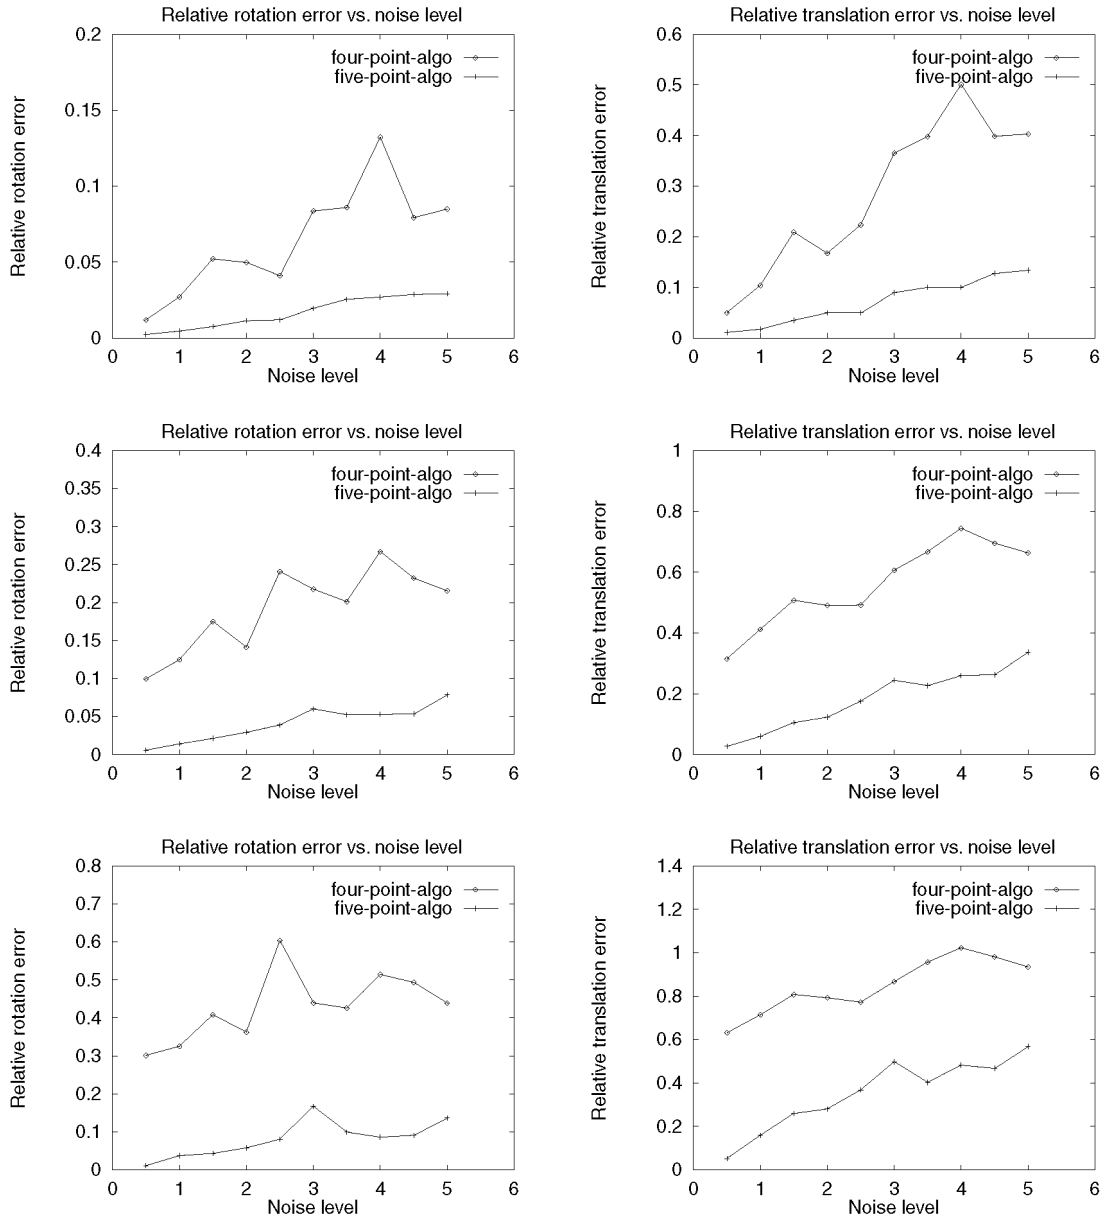 Relative rotation error vs. noise level
Relative rotation error
0.2
0.15
0.1
0.05
0
four-point-algo
five-point-algo
0 1 2 3 4 5 6
Noise level
Relative translation error vs. noise level
Relative translation error
0.6
0.5
0.4
0.3
0.2
0.1
0
four-point-algo
five-point-algo
0 1 2 3 4 5 6
Noise level
Relative rotation error vs. noise level
Relative rotation error
0.4
0.35
0.3
0.25
0.2
0.15
0.1
0.05
0
four-point-algo
five-point-algo
0 1 2 3 4 5 6
Noise level
Relative translation error vs. noise level
Relative translation error
1
0.8
0.6
0.4
0.2
0
four-point-algo
five-point-algo
0 1 2 3 4 5 6
Noise level
Relative rotation error vs. noise level
Relative rotation error
0.8
0.7
0.6
0.5
0.4
0.3
0.2
0.1
0
four-point-algo
five-point-algo
0 1 2 3 4 5 6
Noise level
Relative translation error vs. noise level
Relative translation error
1.4
1.2
1
0.8
0.6
0.4
0.2
0
four-point-algo
five-point-algo
0 1 2 3 4 5 6
Noise level